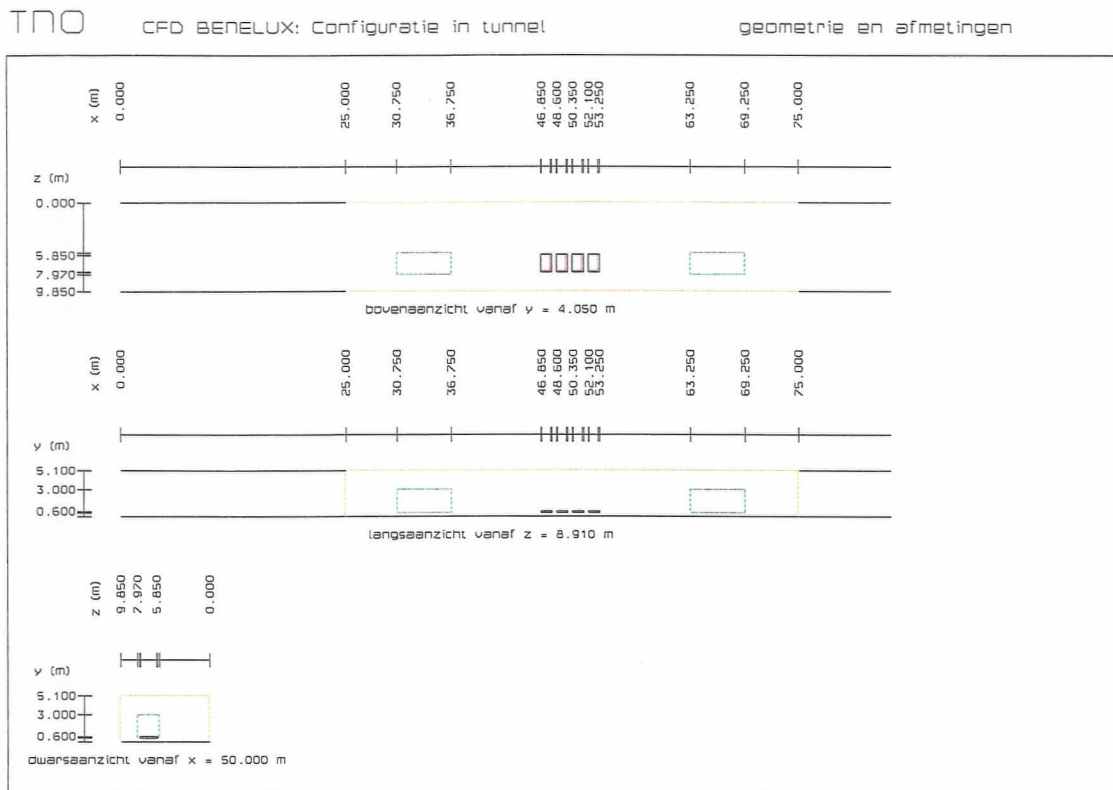 TNO CFD BENELUX: Configuratie in tunnel geometrie en afmetingen
x (m) 0.000 25.000 30.750 36.750 46.850 48.600 50.350 52.100 53.250 63.250 69.250 75.000
z (m)
0.000
5.850
7.970
9.850
bovenaanzicht vanaf y = 4.050 m
x (m) 0.000 25.000 30.750 36.750 46.850 48.600 50.350 52.100 53.250 63.250 69.250 75.000
y (m)
5.100
3.000
0.600
langsaanzicht vanaf z = 8.910 m
z (m) 9.850 7.970 5.850 0.000
y (m)
5.100
3.000
0.600
dwarsaanzicht vanaf x = 50.000 m